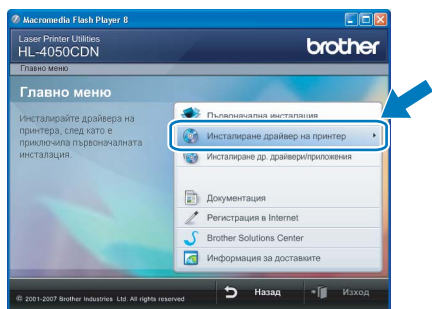 Macromedia Flash Player 8
Laser Printer Utilities
HL-4050CDN
brother
Главно меню
Главно меню
Инсталирайте драйвера на
принтера, след като е
приключила първоначалната
инсталация.
Първоначална инсталация
Инсталиране драйвер на принтер
Инсталиране др. драйвери/приложения
Документация
Регистрация в Internet
Brother Solutions Center
Информация за доставките
© 2001-2007 Brother Industries Ltd. All rights reserved
Назад
Изход